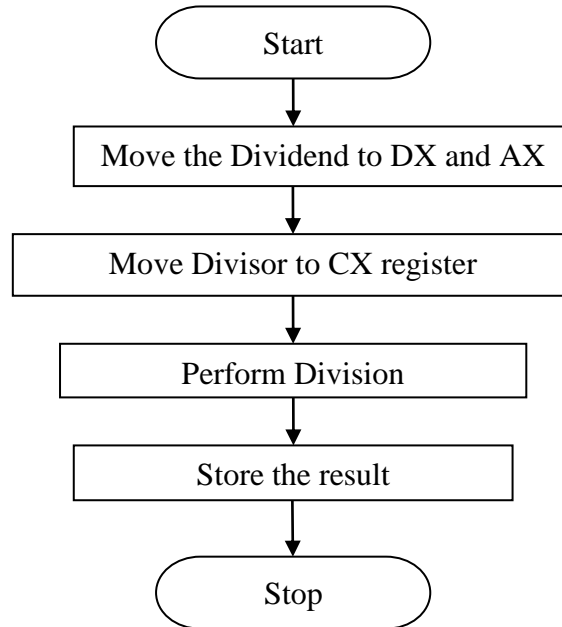 Start
Move the Dividend to DX and AX
Move Divisor to CX register
Perform Division
Store the result
Stop